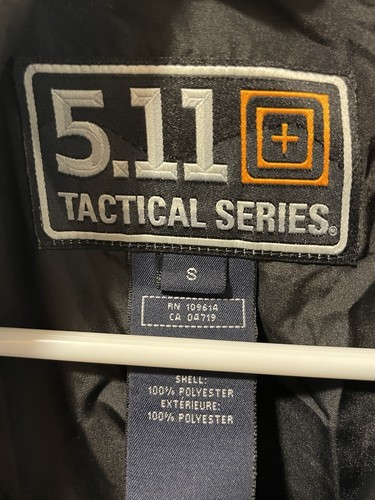 5.11
TACTICAL SERIES®
S
RN 109614
CA 04719
SHELL:
100% POLYESTER
EXTERIEURE:
100% POLYESTER